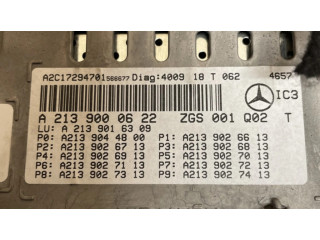 A2C17294701588677 Diag:4009 18 T 062 4657
IC3
A 213 900 06 22 ZGS 001 Q02 T
LU: A 213 901 63 09
P0: A213 904 48 00 P1: A213 902 66 13
P2: A213 902 67 13 P3: A213 902 68 13
P4: A213 902 69 13 P5: A213 902 70 13
P6: A213 902 71 13 P7: A213 902 72 13
P8: A213 902 73 13 P9: A213 902 74 13